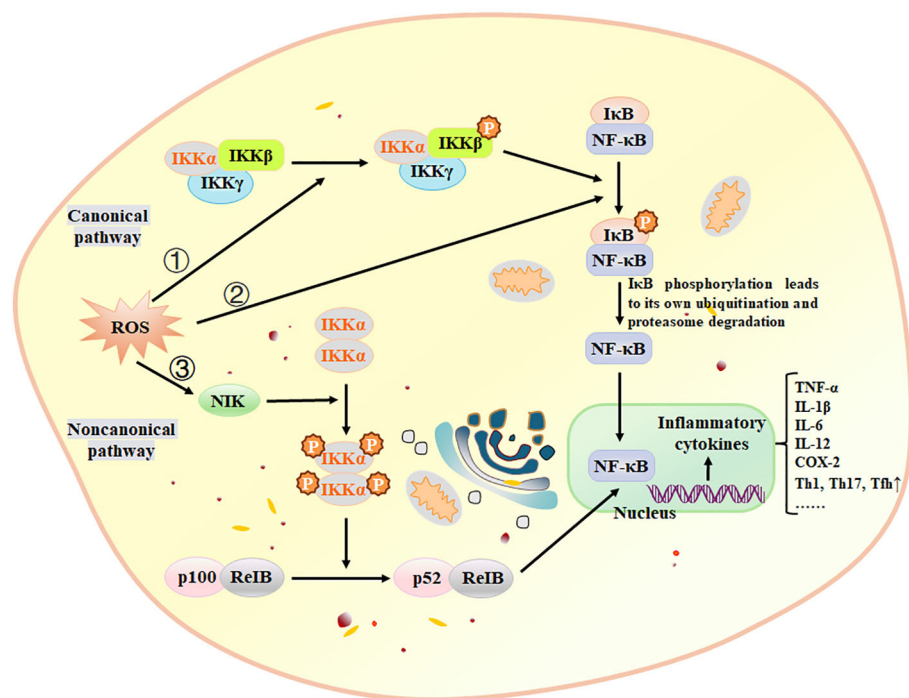 IκB
NF-κB
IKKα
IKKβ
IKKγ
IKKα
IKKβ
P
IKKγ
Canonical
pathway
①
②
③
ROS
IκB
P
NF-κB
IκB phosphorylation leads
to its own ubiquitination and
proteasome degradation
NF-κB
IKKα
IKKα
NIK
Noncanonical
pathway
P
IKKα
P
P
IKKα
P
p100
ReIB
p52
ReIB
Inflammatory
cytokines
NF-κB
Nucleus
TNF-α
IL-1β
IL-6
IL-12
COX-2
Th1, Th17, Tfh↑
……